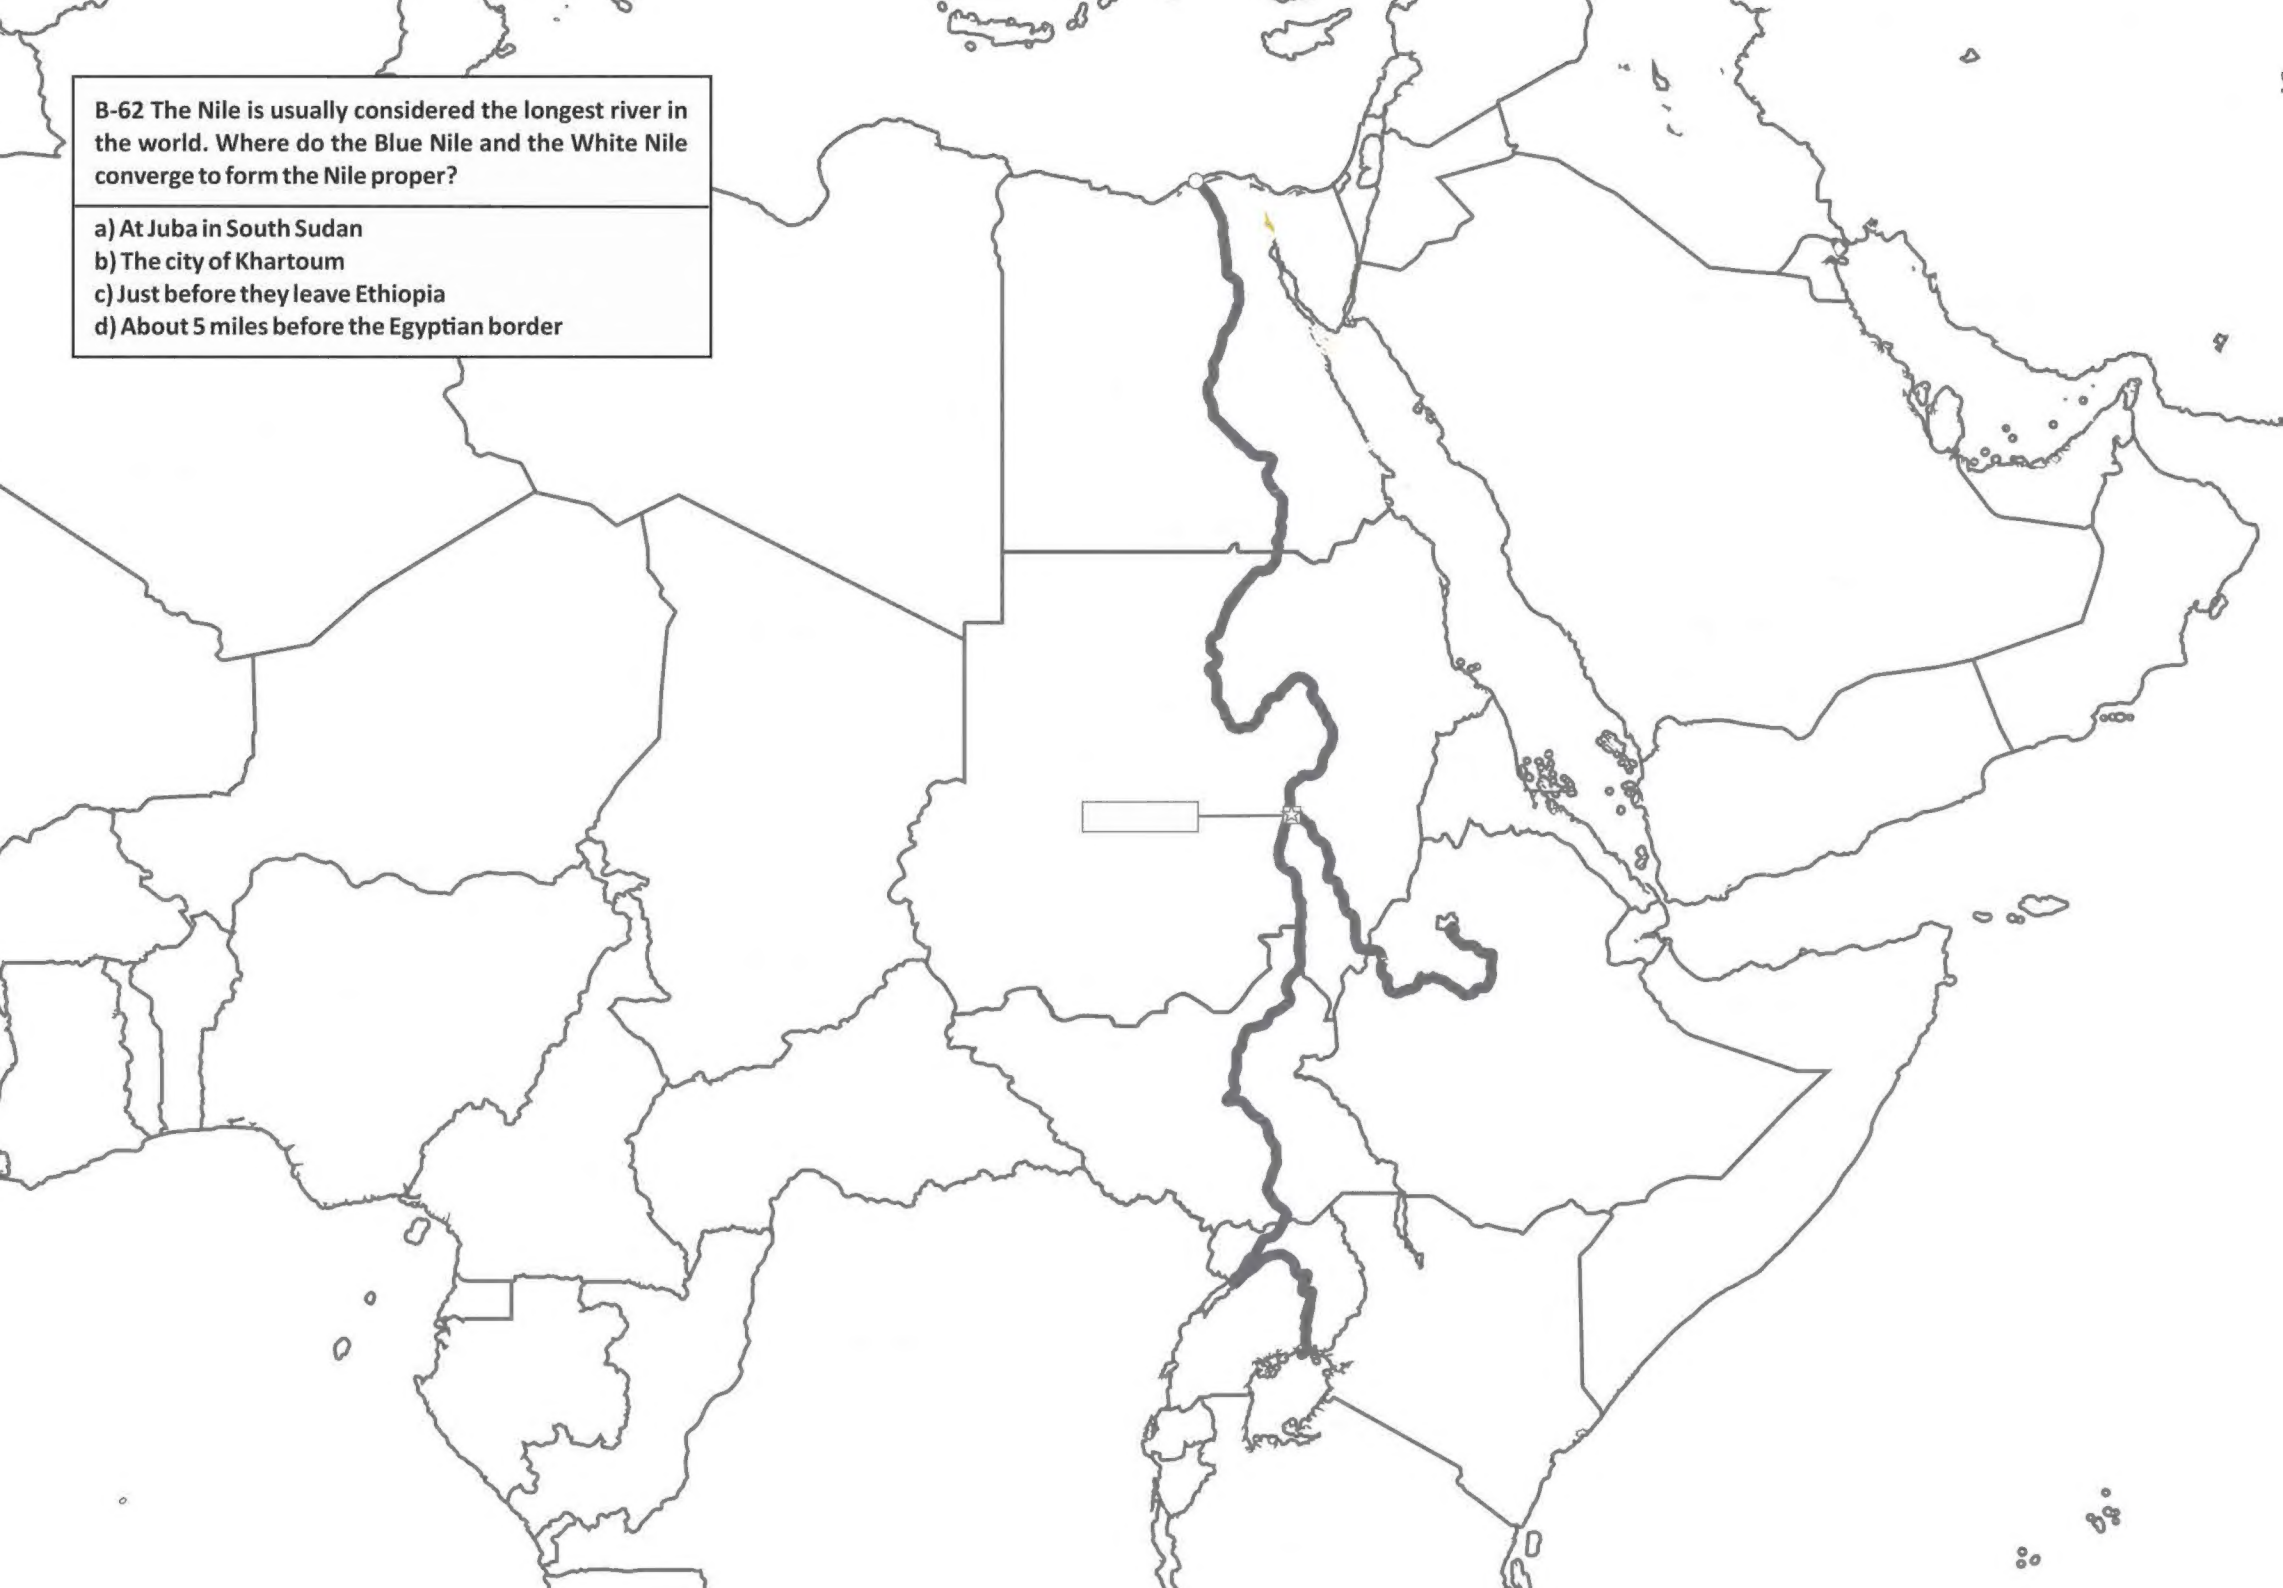 B-62 The Nile is usually considered the longest river in
the world. Where do the Blue Nile and the White Nile
converge to form the Nile proper?
a) At Juba in South Sudan
b) The city of Khartoum
c) Just before they leave Ethiopia
d) About 5 miles before the Egyptian border